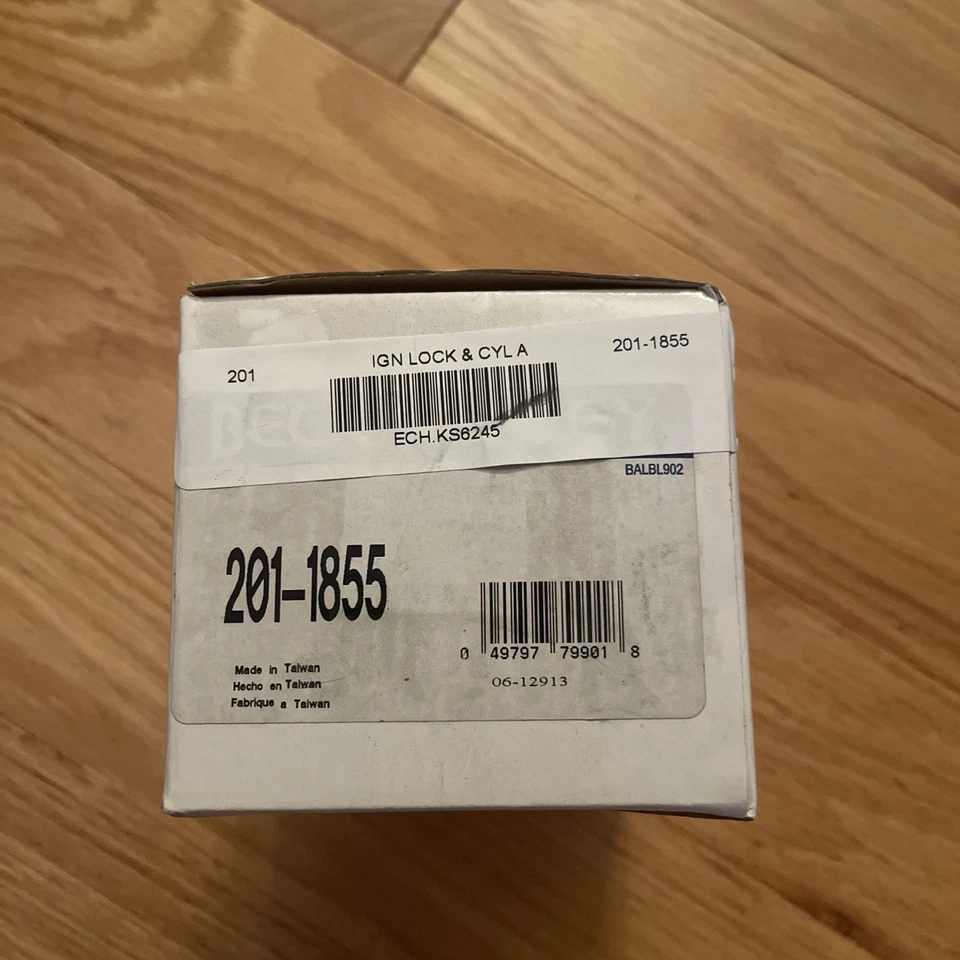 201 IGN LOCK & CYL A 201-1855
ECH.KS6245
BALBL902
201-1855
0 49797 79901 8
06-12913
Made in Taiwan
Hecho en Taiwan
Fabrique a Taiwan